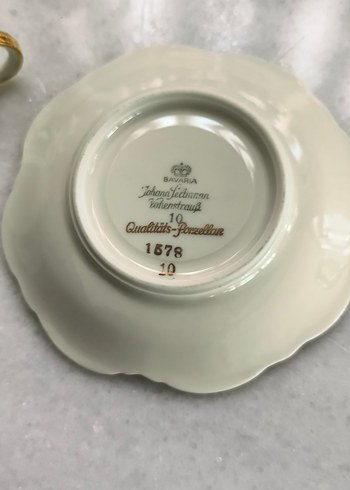 BAVARIA
Johann Seltmann
Vohenstrauß
10
Qualitäts-Porzellan
1578
10